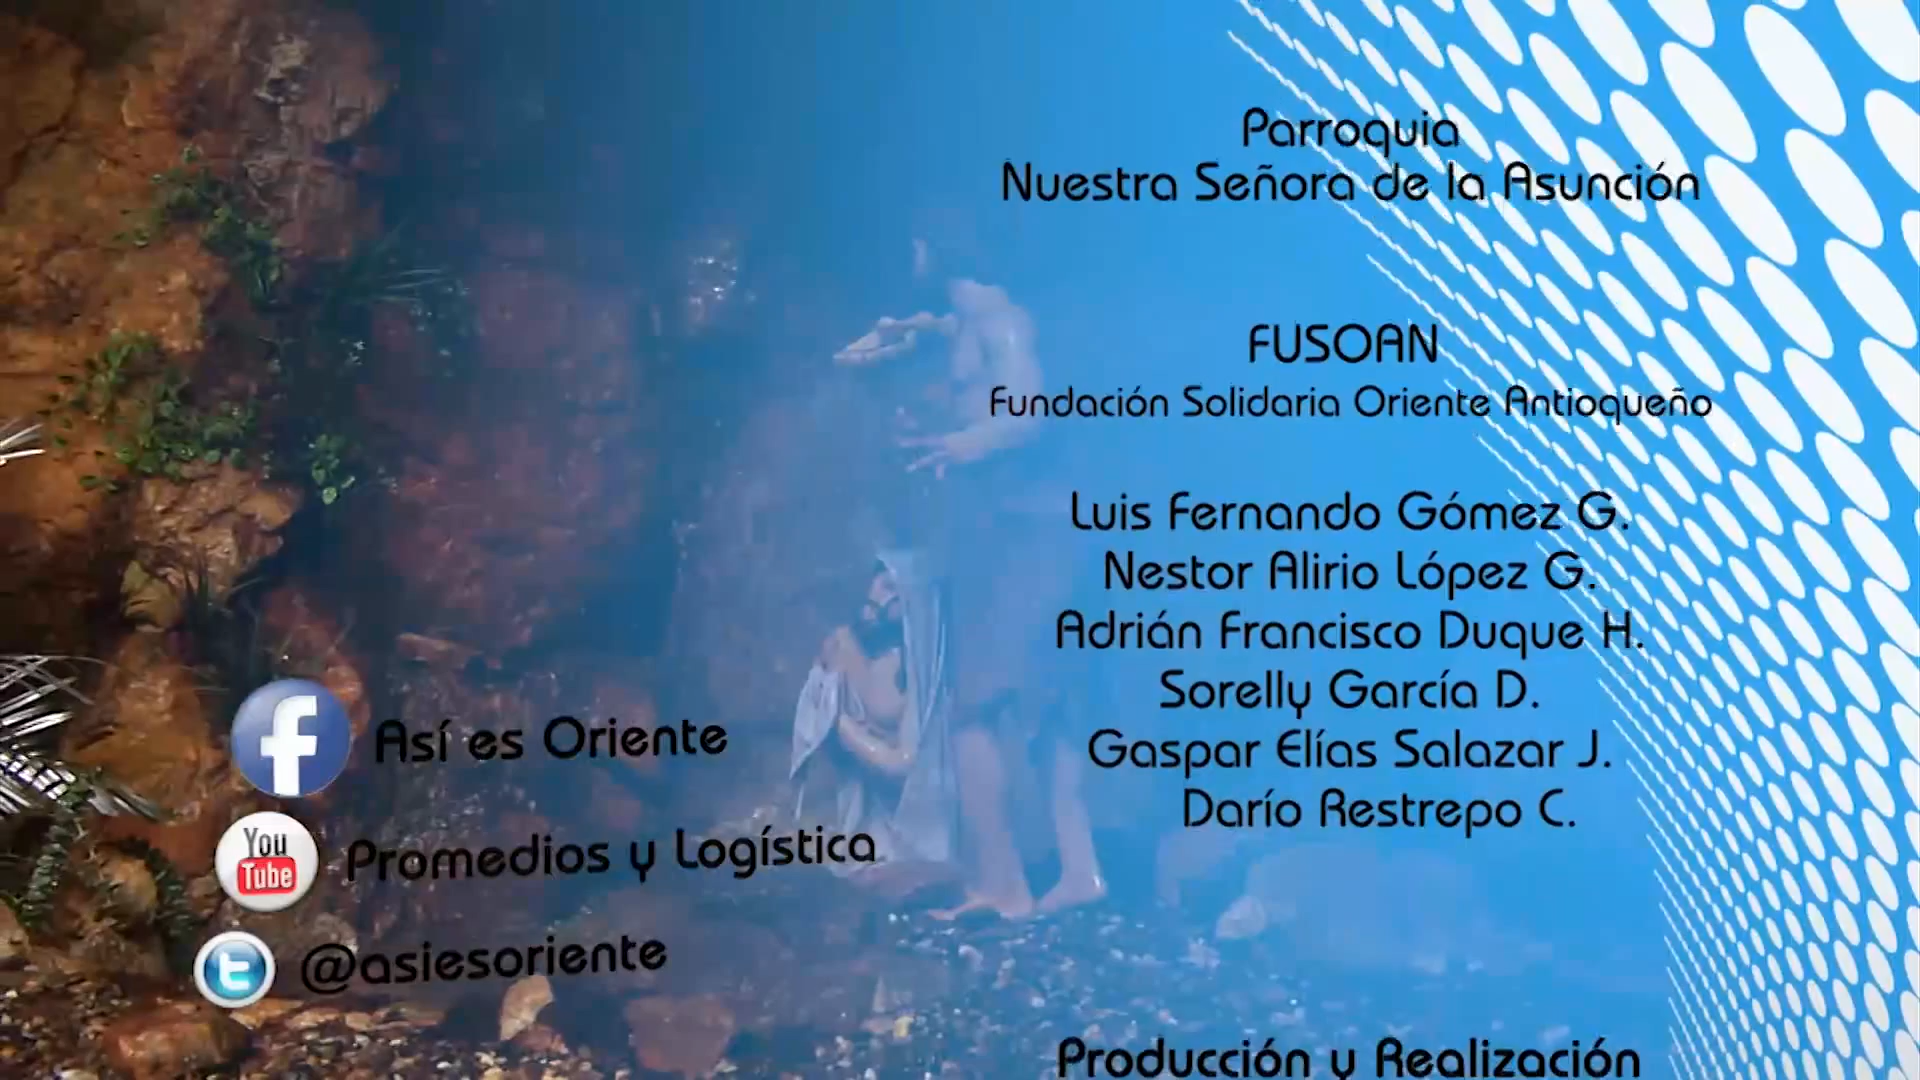 Parroquia
Nuestra Señora de la Asunción
FUSOAN
Fundación Solidaria Oriente Antioqueño
Luis Fernando Gómez G.
Nestor Alirio López G.
Adrián Francisco Duque H.
Sorelly García D.
Gaspar Elías Salazar J.
Darío Restrepo C.
Producción y Realización
f Así es Oriente
You
Tube
Promedios y Logística
t @asiesoriente